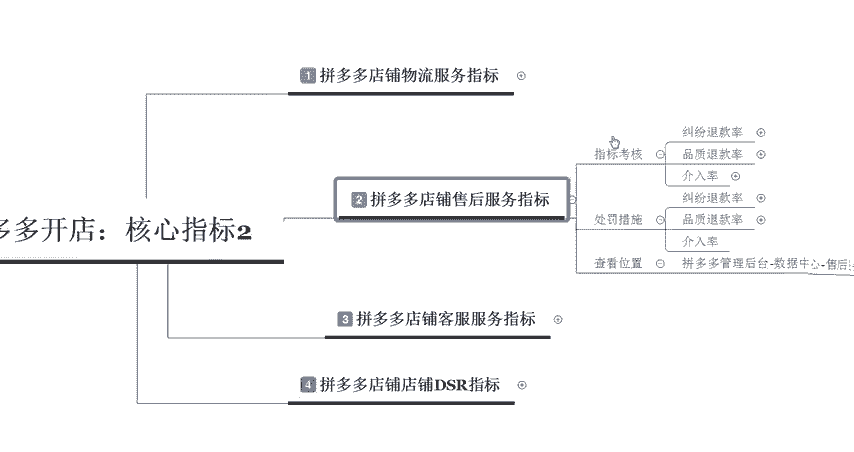 1 拼多多店铺物流服务指标
多多开店：核心指标2
2 拼多多店铺售后服务指标
指标考核
纠纷退款率
品质退款率
介入率
处罚措施
纠纷退款率
品质退款率
介入率
查看位置
拼多多管理后台-数据中心-售后
3 拼多多店铺客服服务指标
4 拼多多店铺店铺DSR指标